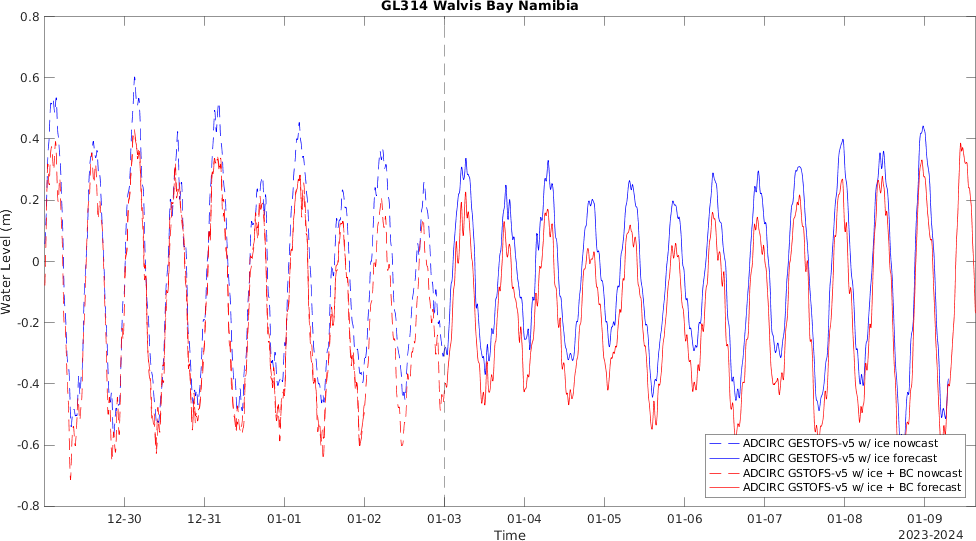 GL314 Walvis Bay Namibia
0.8
0.6
0.4
0.2
0
-0.2
-0.4
-0.6
-0.8
Water Level (m)
ADCIRC GESTOFS-v5 w/ ice nowcast
ADCIRC GESTOFS-v5 w/ ice forecast
ADCIRC GSTOFS-v5 w/ ice + BC nowcast
ADCIRC GSTOFS-v5 w/ ice + BC forecast
12-30 12-31 01-01 01-02 01-03 01-04 01-05 01-06 01-07 01-08 01-09
Time
2023-2024